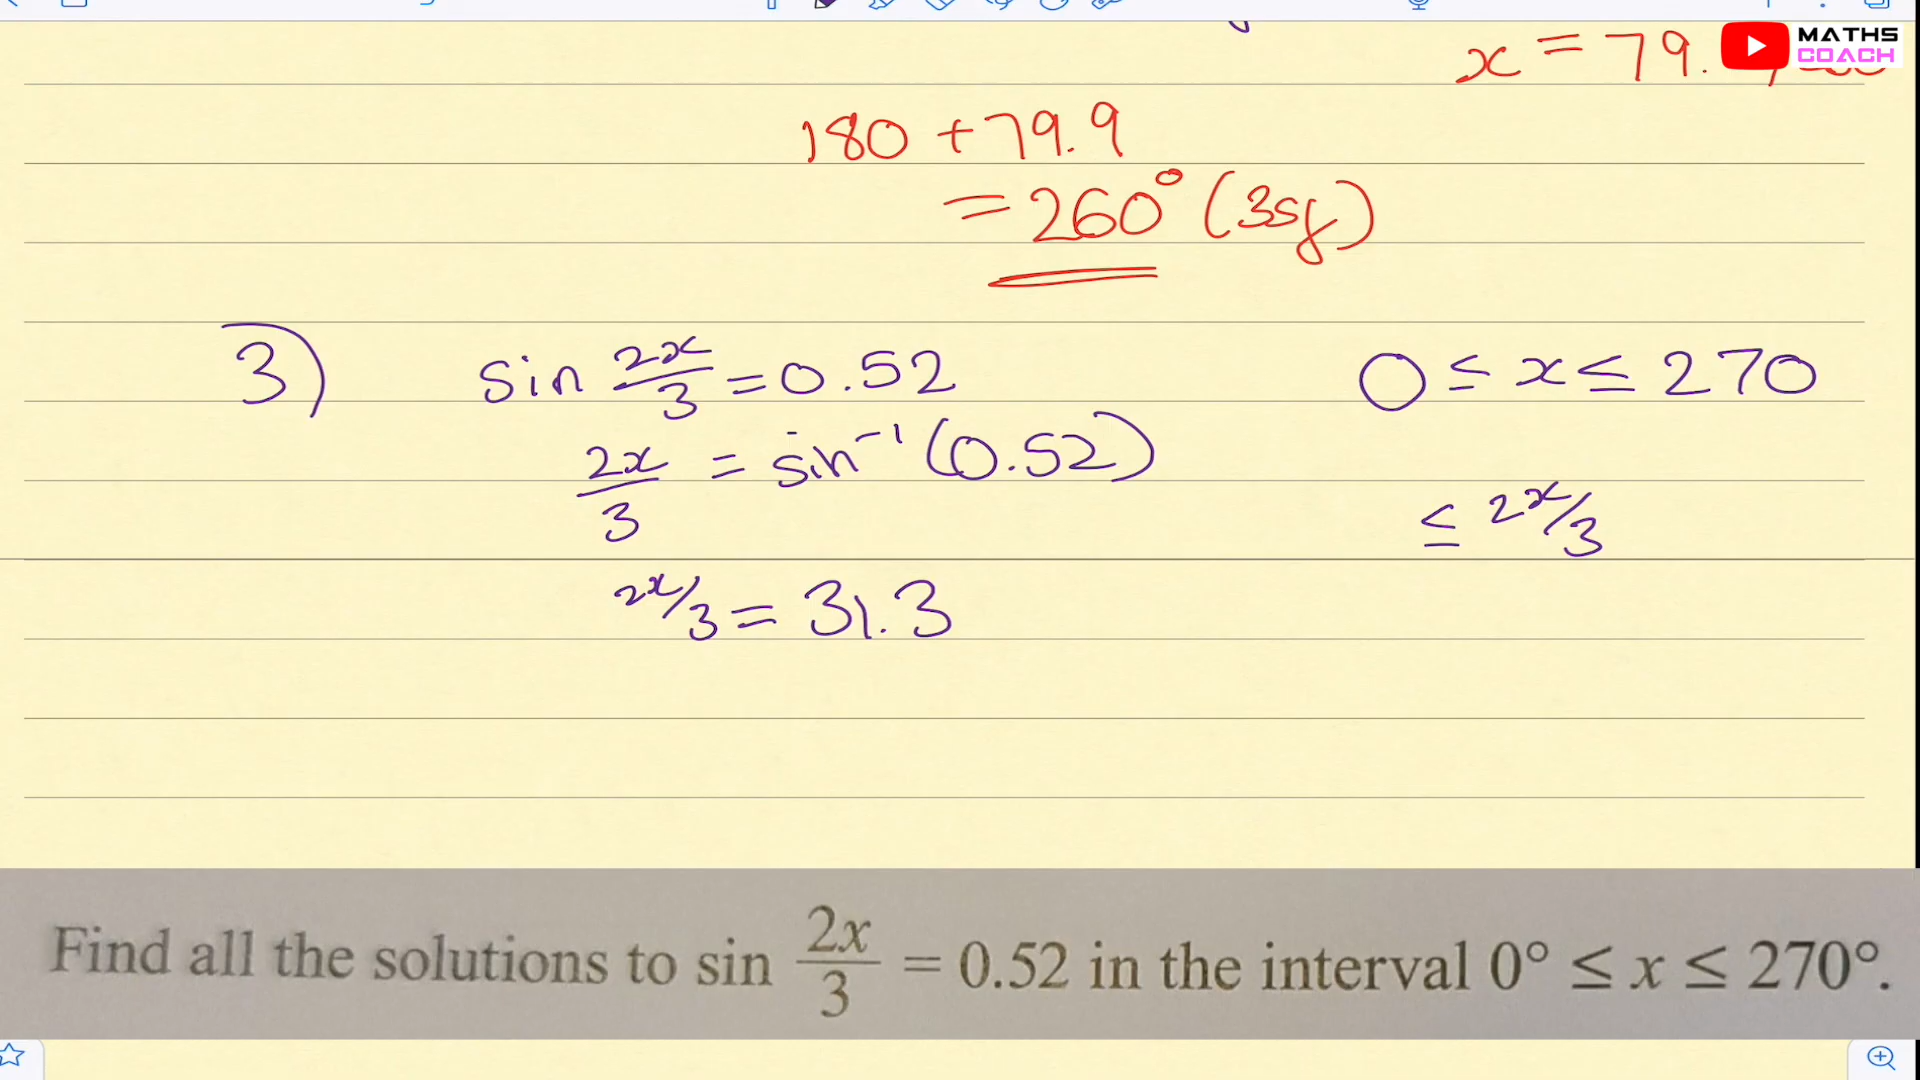 x = 79.
MATHS
COACH
180 + 79.9
= 260° (3sf)
3) sin 2x/3 = 0.52 0 ≤ x ≤ 270
2x/3 = sin⁻¹(0.52)
≤ 2x/3
2x/3 = 31.3
Find all the solutions to sin 2x/3 = 0.52 in the interval 0° ≤ x ≤ 270°.